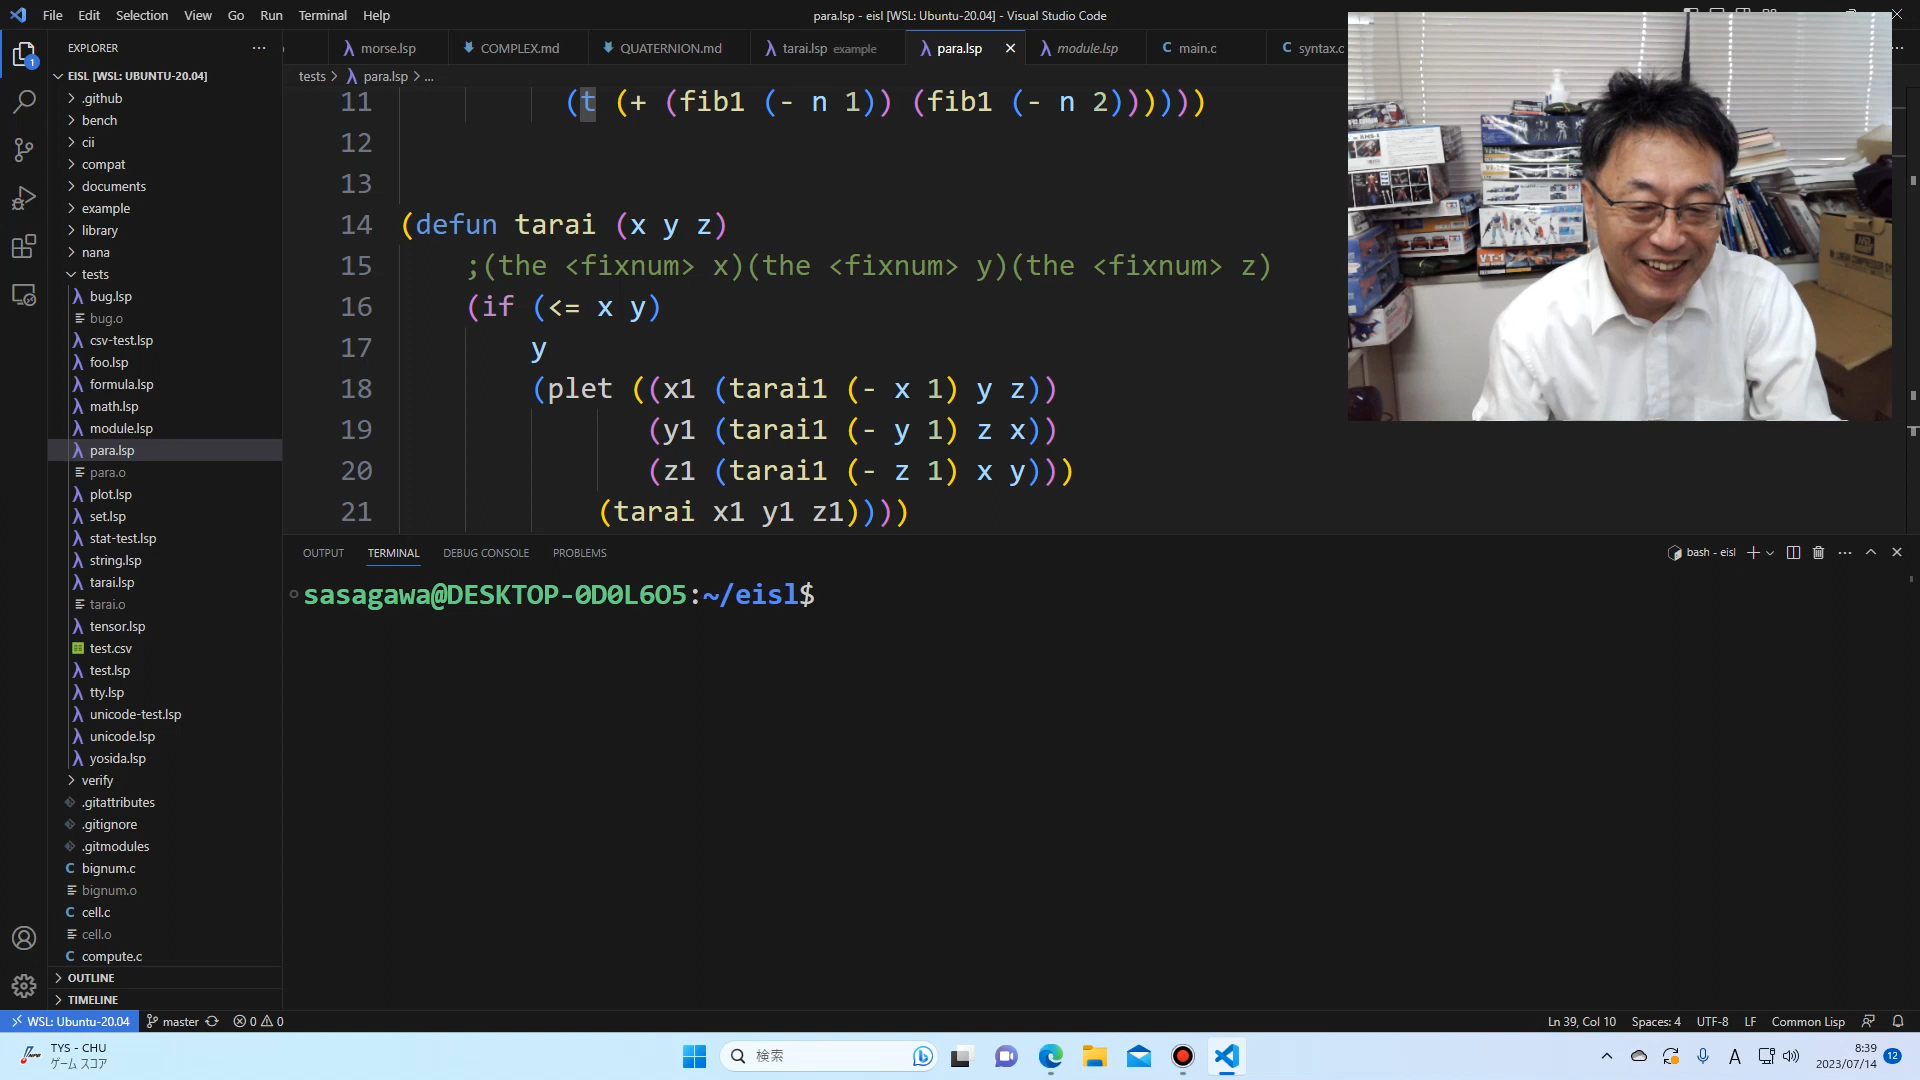 File Edit Selection View Go Run Terminal Help
para.lsp - eisl [WSL: Ubuntu-20.04] - Visual Studio Code
EXPLORER
morse.lsp COMPLEX.md QUATERNION.md tarai.lsp example para.lsp module.lsp main.c syntax.c
tests > para.lsp > ...
EISL [WSL: UBUNTU-20.04]
.github
bench
cii
compat
documents
example
library
nana
tests
bug.lsp
bug.o
csv-test.lsp
foo.lsp
formula.lsp
math.lsp
module.lsp
para.lsp
para.o
plot.lsp
set.lsp
stat-test.lsp
string.lsp
tarai.lsp
tarai.o
tensor.lsp
test.csv
test.lsp
tty.lsp
unicode-test.lsp
unicode.lsp
yosida.lsp
verify
.gitattributes
.gitignore
.gitmodules
bignum.c
bignum.o
cell.c
cell.o
compute.c
OUTLINE
TIMELINE
11 (t (+ (fib1 (- n 1)) (fib1 (- n 2))))))
12
13
14 (defun tarai (x y z)
15 ;(the <fixnum> x)(the <fixnum> y)(the <fixnum> z)
16 (if (<= x y)
17 y
18 (plet ((x1 (tarai1 (- x 1) y z))
19 (y1 (tarai1 (- y 1) z x))
20 (z1 (tarai1 (- z 1) x y)))
21 (tarai x1 y1 z1))))
OUTPUT TERMINAL DEBUG CONSOLE PROBLEMS
bash - eisl
sasagawa@DESKTOP-0D0L6O5:~/eisl$
WSL: Ubuntu-20.04 master 0 0
Ln 39, Col 10 Spaces: 4 UTF-8 LF Common Lisp
TYS - CHU
ゲーム スコア
検索
A
8:39
2023/07/14
12